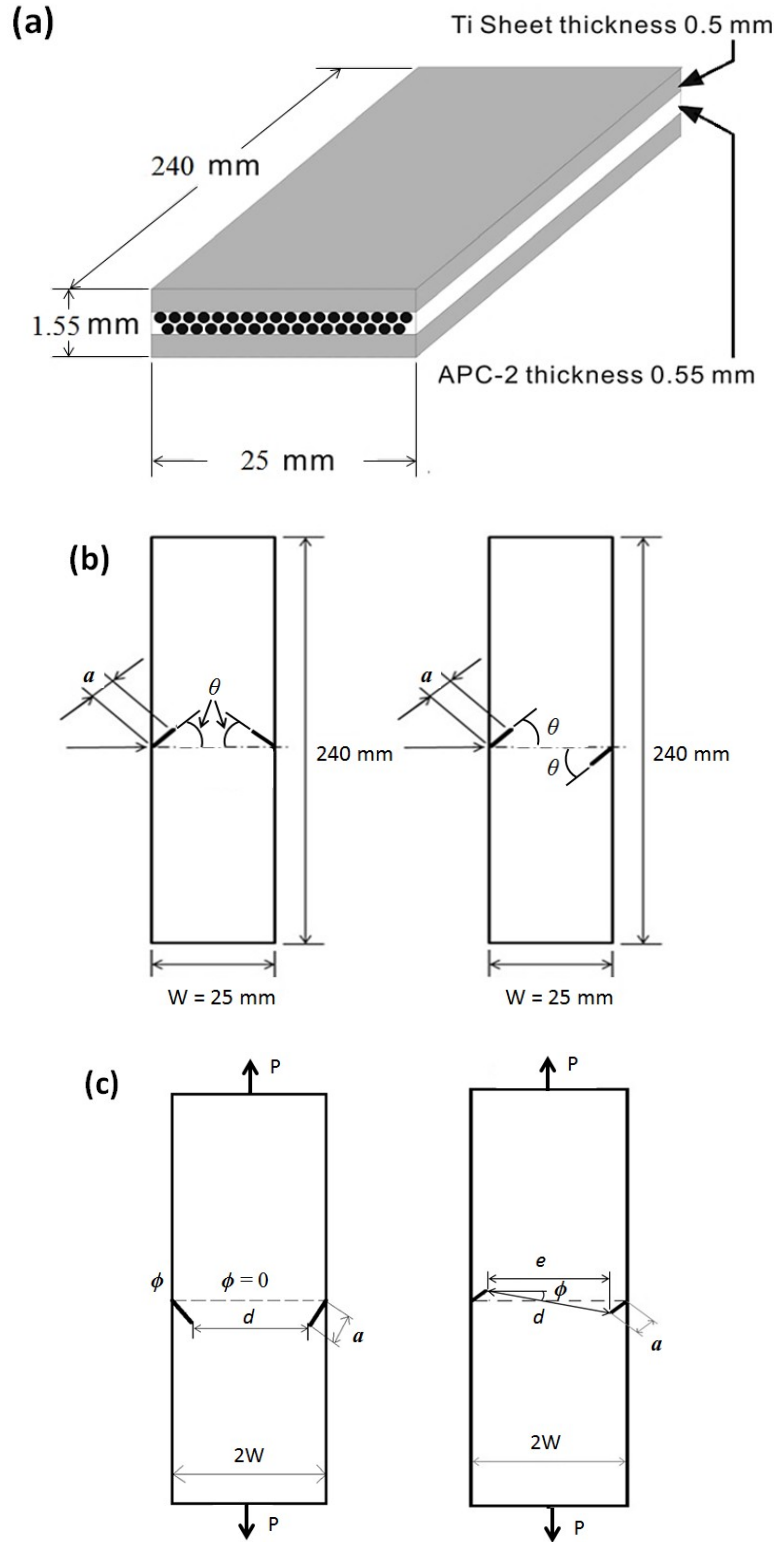 (a)
Ti Sheet thickness 0.5 mm
240 mm
1.55 mm
APC-2 thickness 0.55 mm
25 mm
(b)
a
θ
240 mm
W = 25 mm
a
θ
θ
240 mm
W = 25 mm
(c)
P
ϕ
ϕ = 0
d
a
2W
P
P
e
ϕ
d
a
2W
P